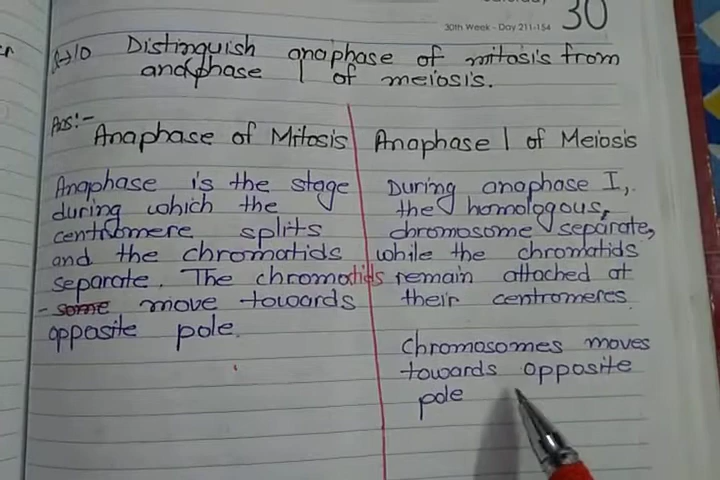 30
30th Week - Day 211-154
Q→10 Distinguish anaphase of mitosis from
anaphase I of meiosis.
Ans:-
Anaphase of Mitosis
Anaphase is the stage
during which the
centromere splits
and the chromatids
separate. The chromatids
- some move towards
opposite pole.
Anaphase I of Meiosis
During anaphase I,
the homologous,
chromosome separate,
while the chromatids
remain attached at
their centromeres.
Chromosomes moves
towards opposite
pole